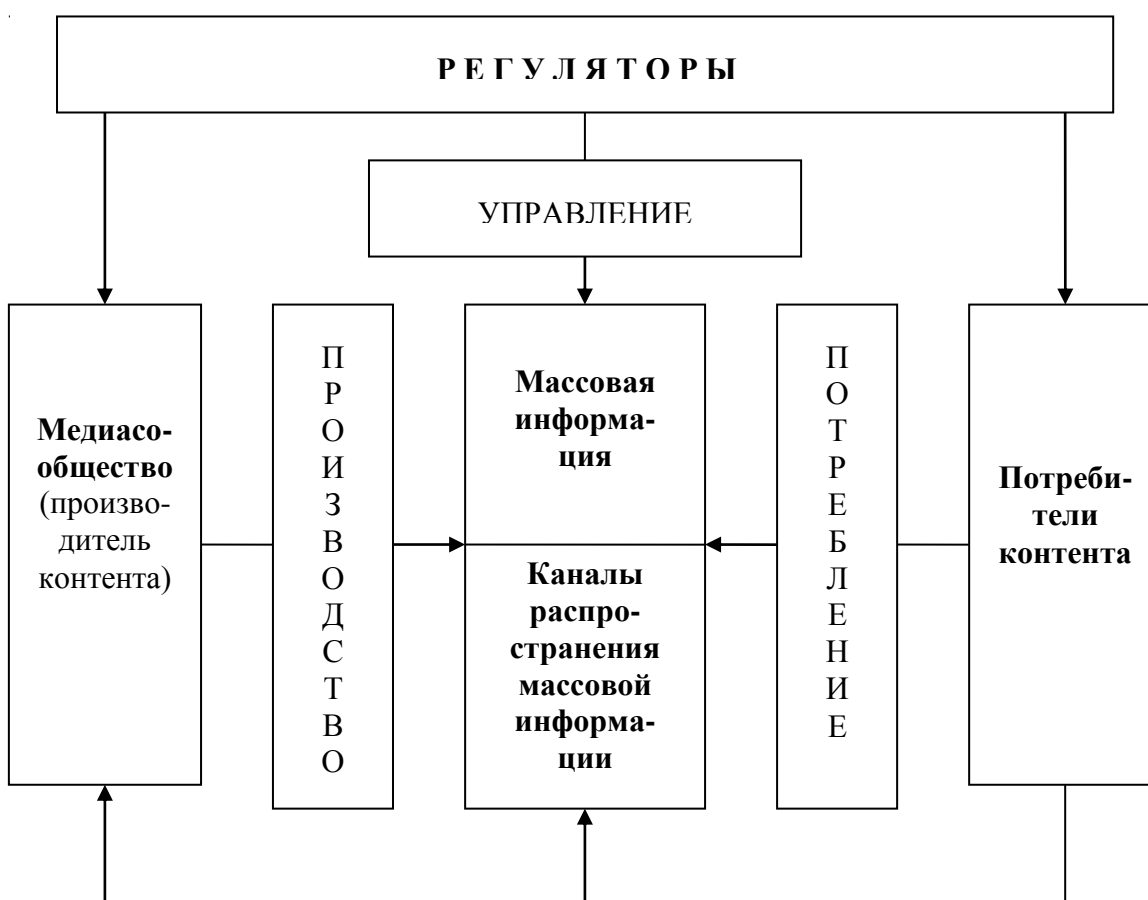 Р Е Г У Л Я Т О Р Ы
УПРАВЛЕНИЕ
Медиасо-
общество
(произво-
дитель
контента)
П
Р
О
И
З
В
О
Д
С
Т
В
О
Массовая
информа-
ция
Каналы
распро-
странения
массовой
информа-
ции
П
О
Т
Р
Е
Б
Л
Е
Н
И
Е
Потреби-
тели
контента